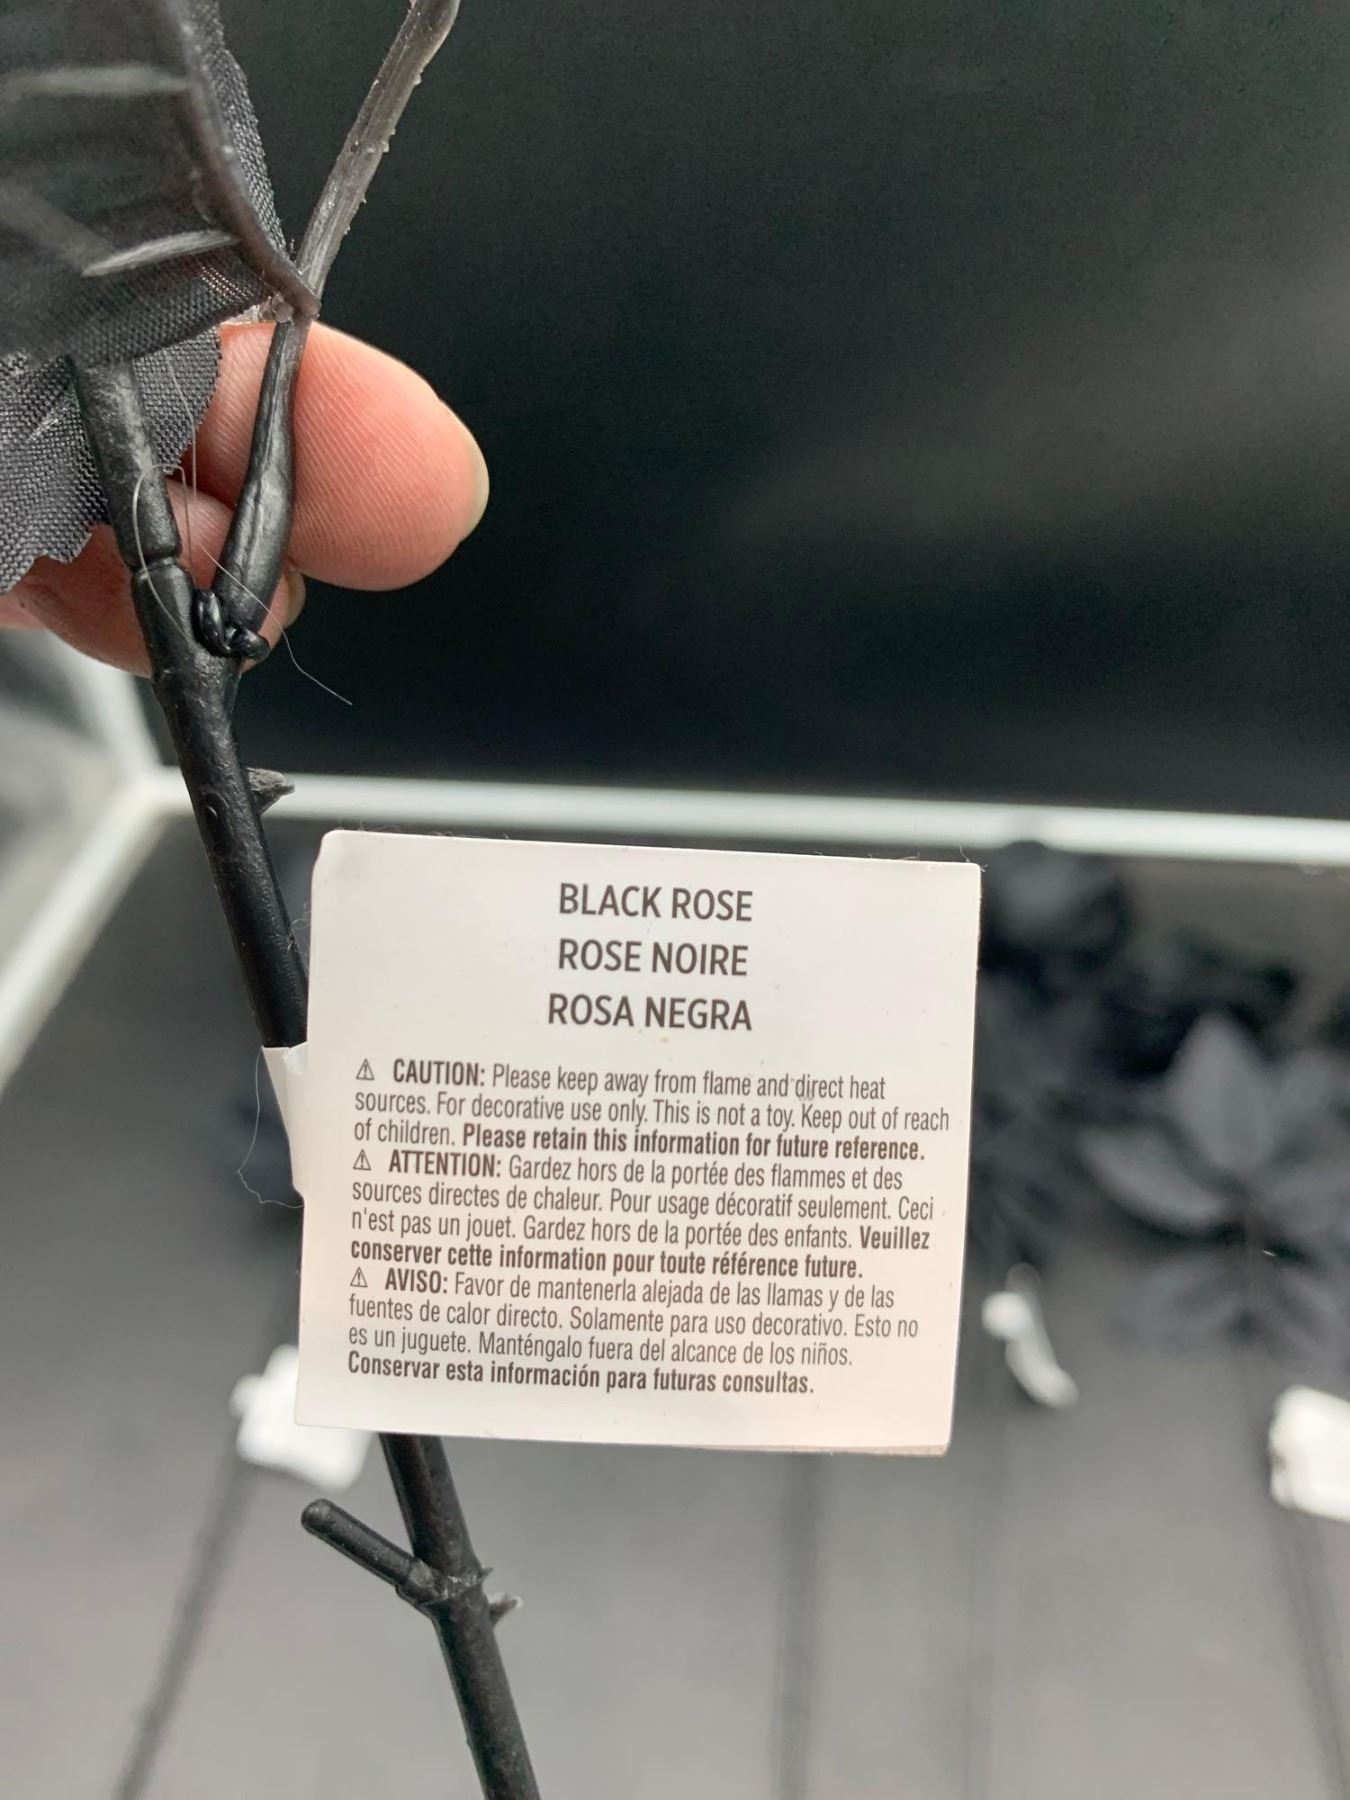 BLACK ROSE
ROSE NOIRE
ROSA NEGRA
⚠ CAUTION: Please keep away from flame and direct heat
sources. For decorative use only. This is not a toy. Keep out of reach
of children. Please retain this information for future reference.
⚠ ATTENTION: Gardez hors de la portée des flammes et des
sources directes de chaleur. Pour usage décoratif seulement. Ceci
n'est pas un jouet. Gardez hors de la portée des enfants. Veuillez
conserver cette information pour toute référence future.
⚠ AVISO: Favor de mantenerla alejada de las llamas y de las
fuentes de calor directo. Solamente para uso decorativo. Esto no
es un juguete. Manténgalo fuera del alcance de los niños.
Conservar esta información para futuras consultas.